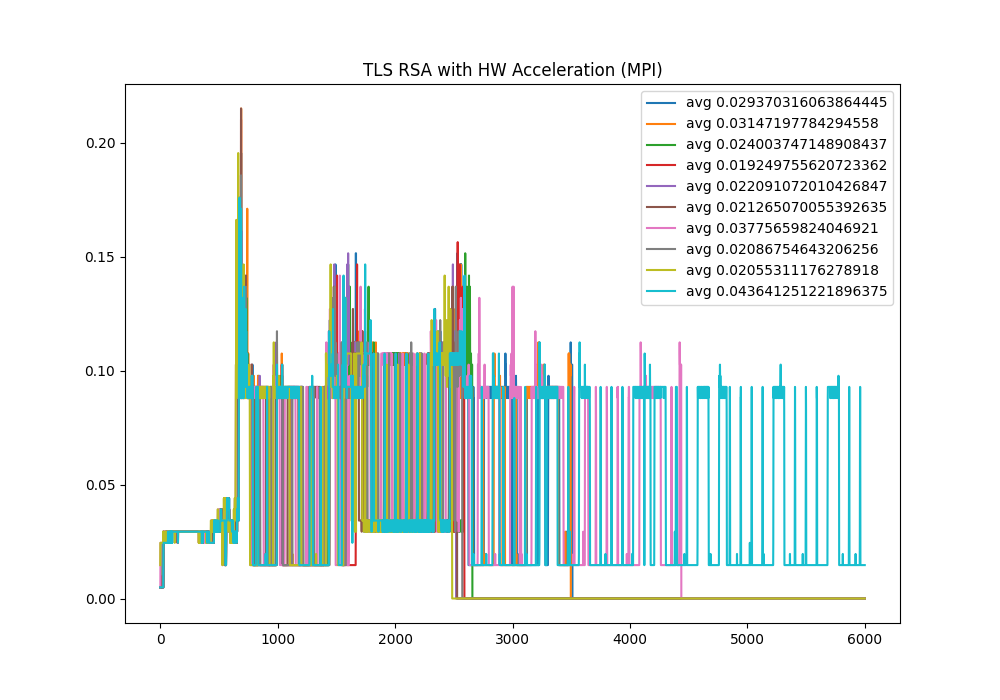 TLS RSA with HW Acceleration (MPI)
avg 0.029370316063864445
avg 0.03147197784294558
avg 0.024003747148908437
avg 0.019249755620723362
avg 0.022091072010426847
avg 0.021265070055392635
avg 0.03775659824046921
avg 0.02086754643206256
avg 0.02055311176278918
avg 0.043641251221896375
0.20
0.15
0.10
0.05
0.00
0 1000 2000 3000 4000 5000 6000